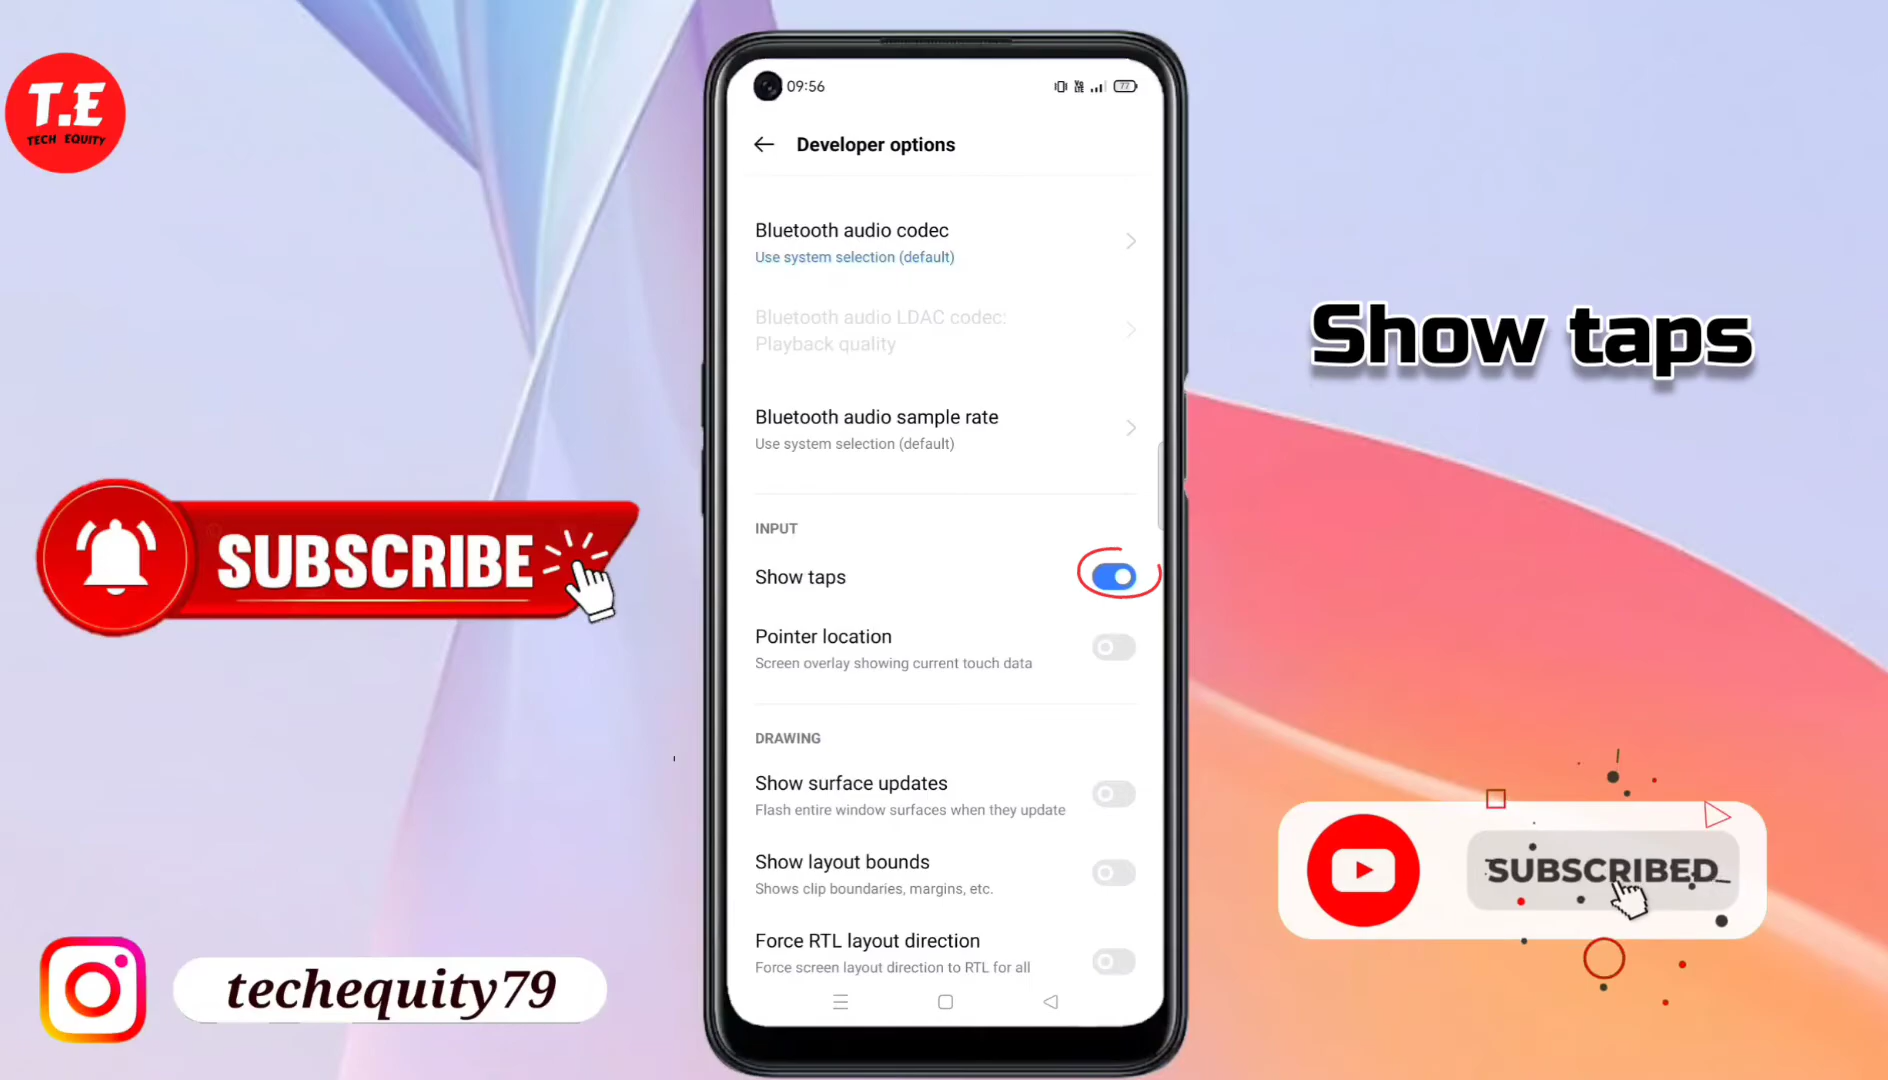 T.E
TECH EQUITY
09:56
77
Developer options
Bluetooth audio codec
Use system selection (default)
Bluetooth audio LDAC codec:
Playback quality
Bluetooth audio sample rate
Use system selection (default)
INPUT
Show taps
Pointer location
Screen overlay showing current touch data
DRAWING
Show surface updates
Flash entire window surfaces when they update
Show layout bounds
Shows clip boundaries, margins, etc.
Force RTL layout direction
Force screen layout direction to RTL for all
Show taps
SUBSCRIBE
SUBSCRIBED
techequity79